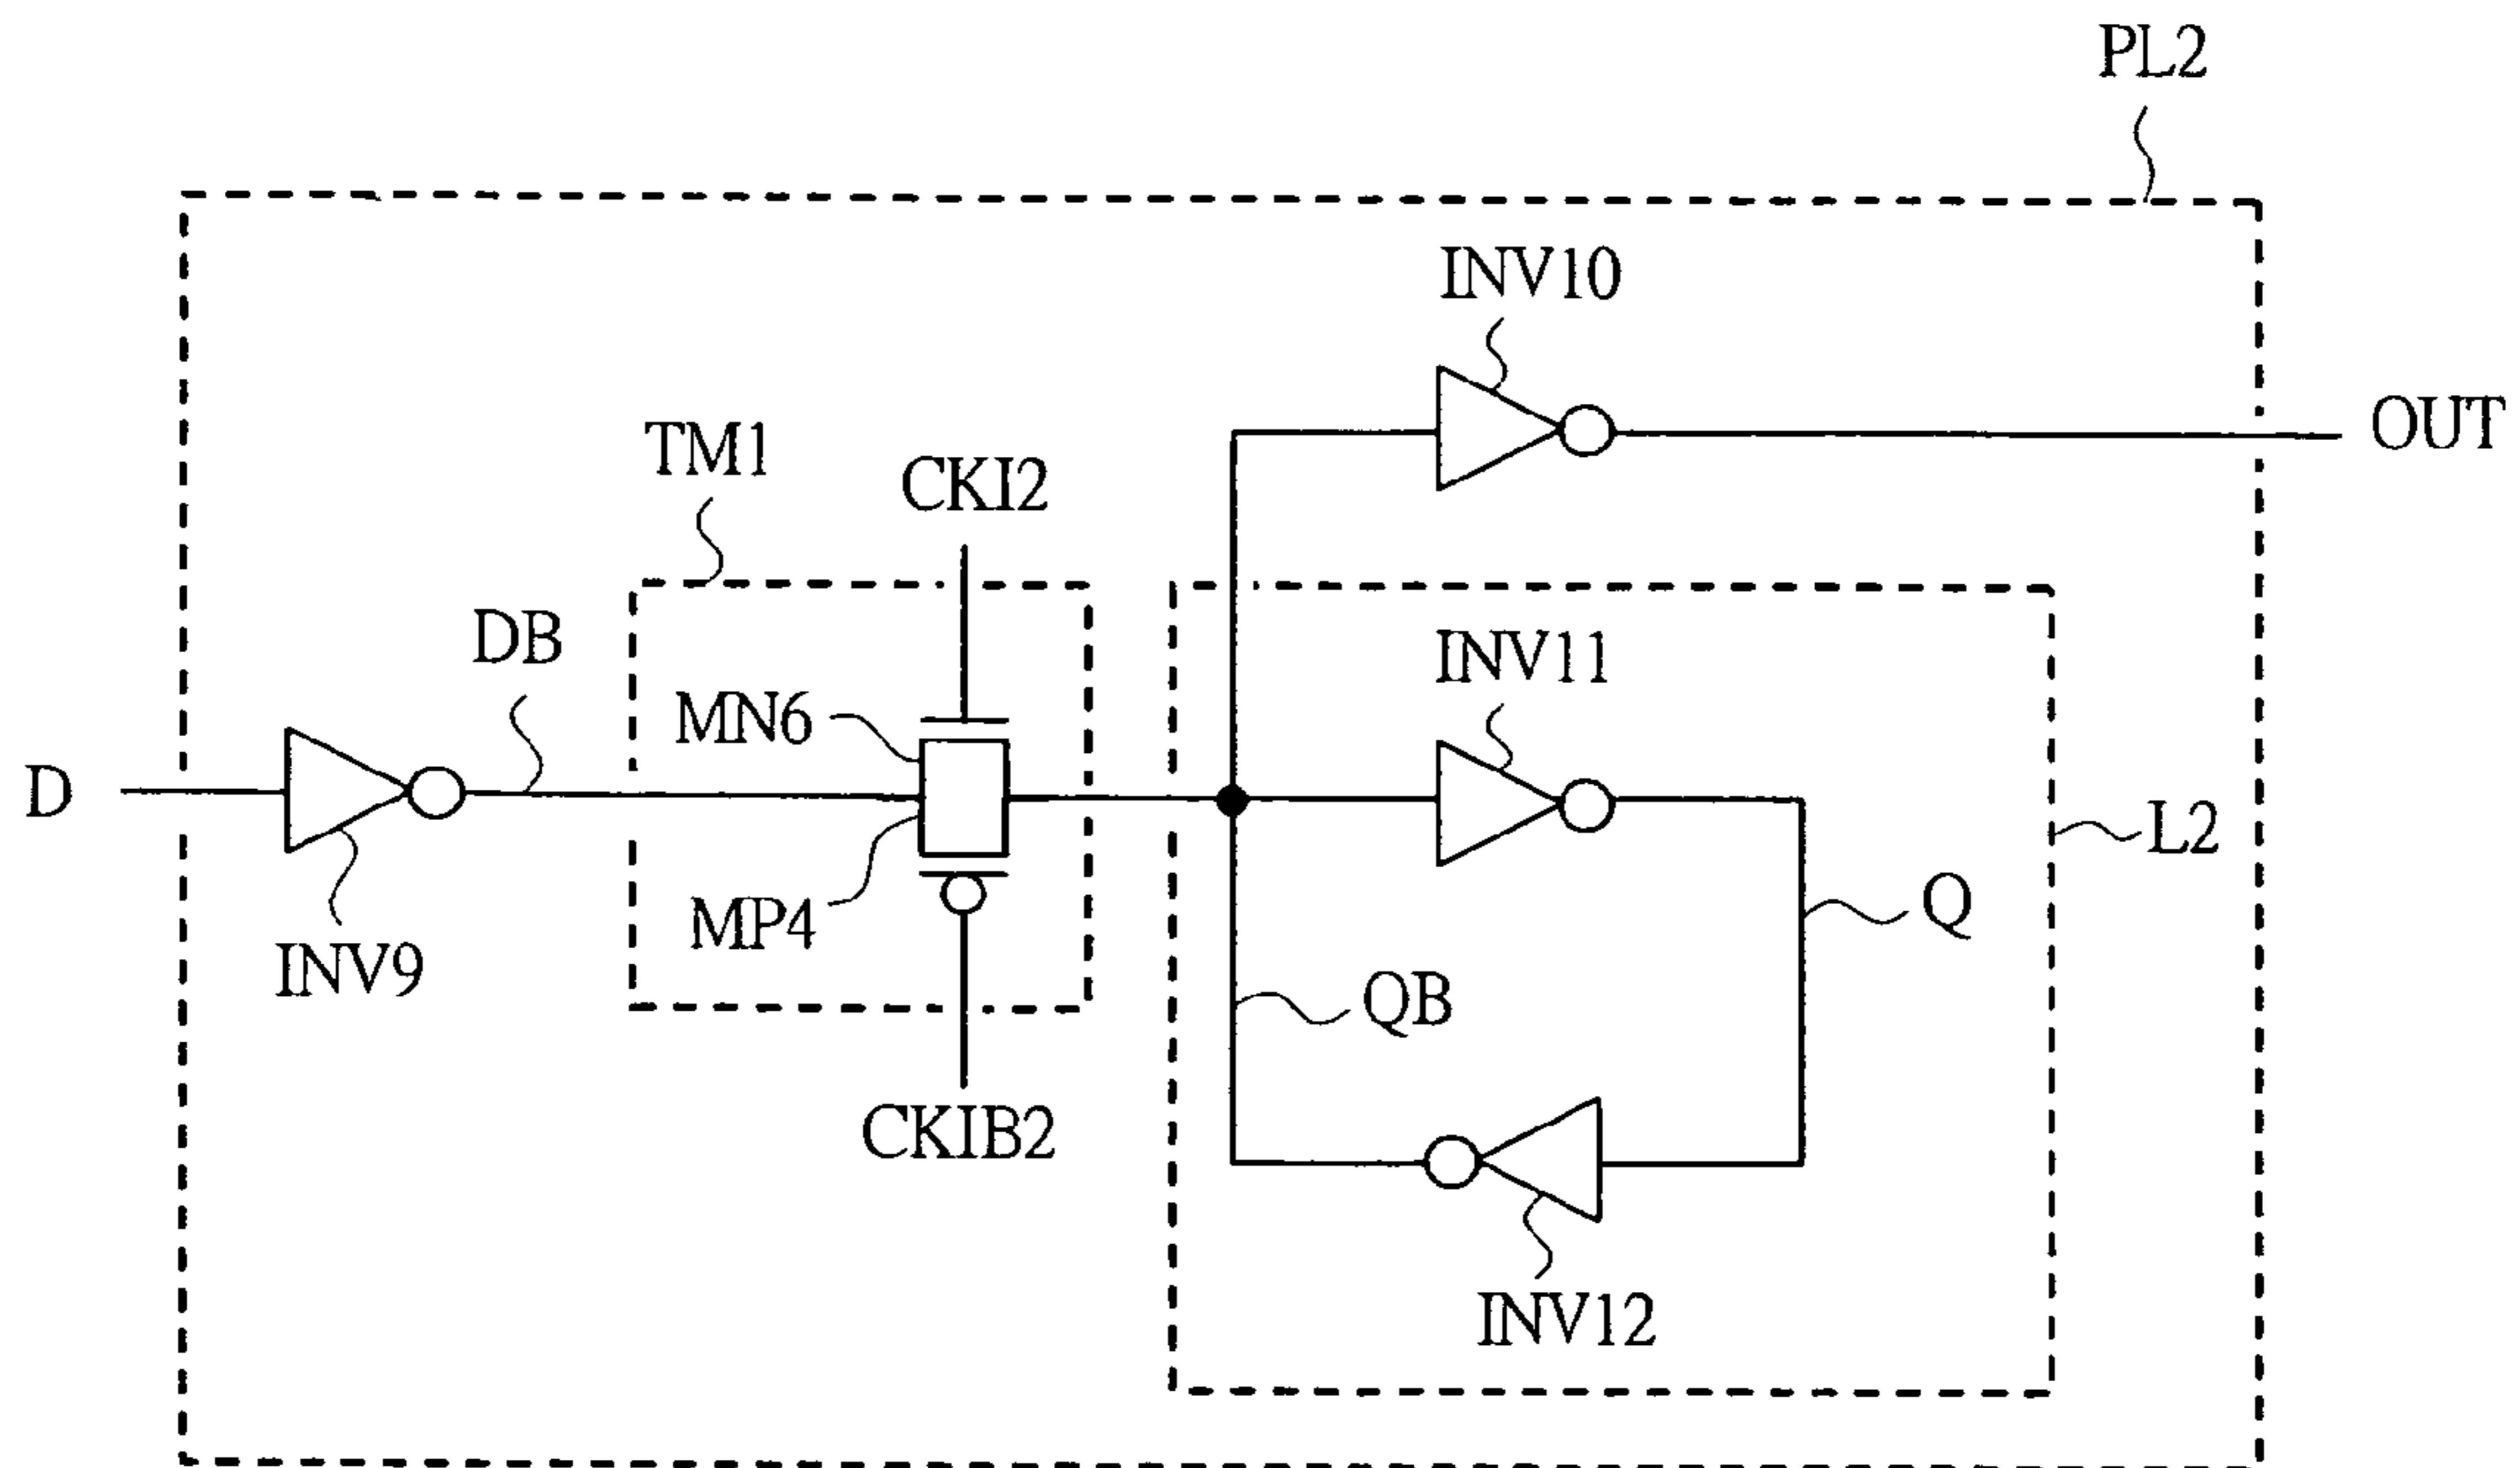 PL2
INV10
OUT
TM1
CKI2
DB
INV11
MN6
D
L2
MP4
Q
INV9
QB
CKIB2
INV12